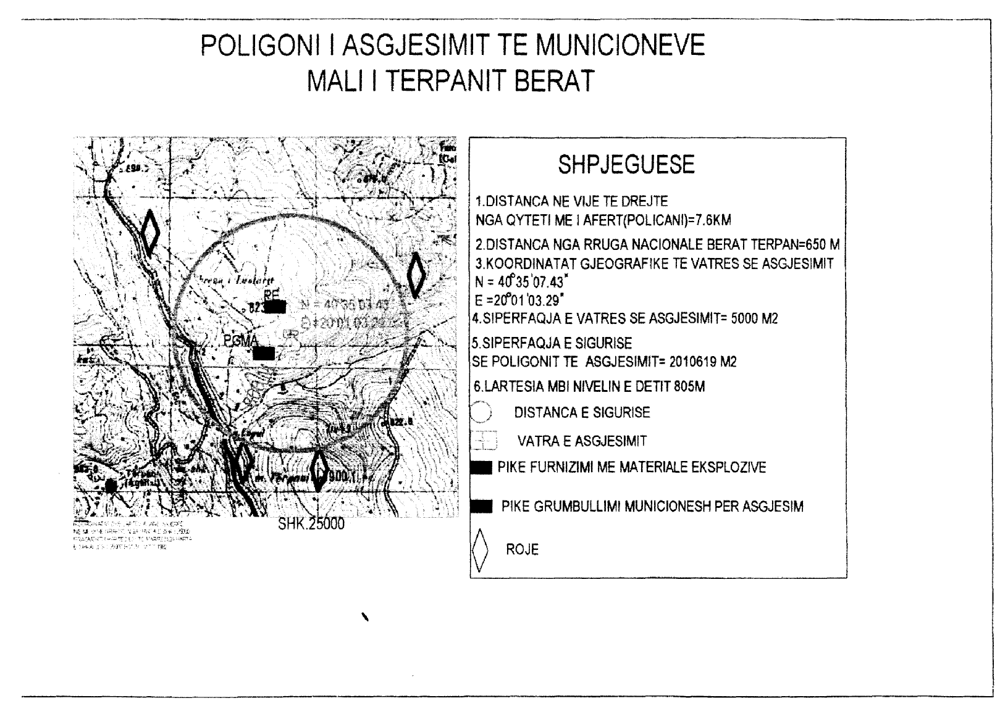 POLIGONI I ASGJESIMIT TE MUNICIONEVE
MALI I TERPANIT BERAT
SHPJEGUESE
1.DISTANCA NE VIJE TE DREJTE
NGA QYTETI ME I AFERT(POLICANI)=7.6KM
2.DISTANCA NGA RRUGA NACIONALE BERAT TERPAN=650 M
3.KOORDINATAT GJEOGRAFIKE TE VATRES SE ASGJESIMIT
N = 40°35'07.43"
E =20°01'03.29"
4.SIPERFAQJA E VATRES SE ASGJESIMIT= 5000 M2
5.SIPERFAQJA E SIGURISE
SE POLIGONIT TE ASGJESIMIT= 2010619 M2
6.LARTESIA MBI NIVELIN E DETIT 805M
DISTANCA E SIGURISE
VATRA E ASGJESIMIT
PIKE FURNIZIMI ME MATERIALE EKSPLOZIVE
PIKE GRUMBULLIMI MUNICIONESH PER ASGJESIM
ROJE
823
PGMA
822.8
900
SHK.25000